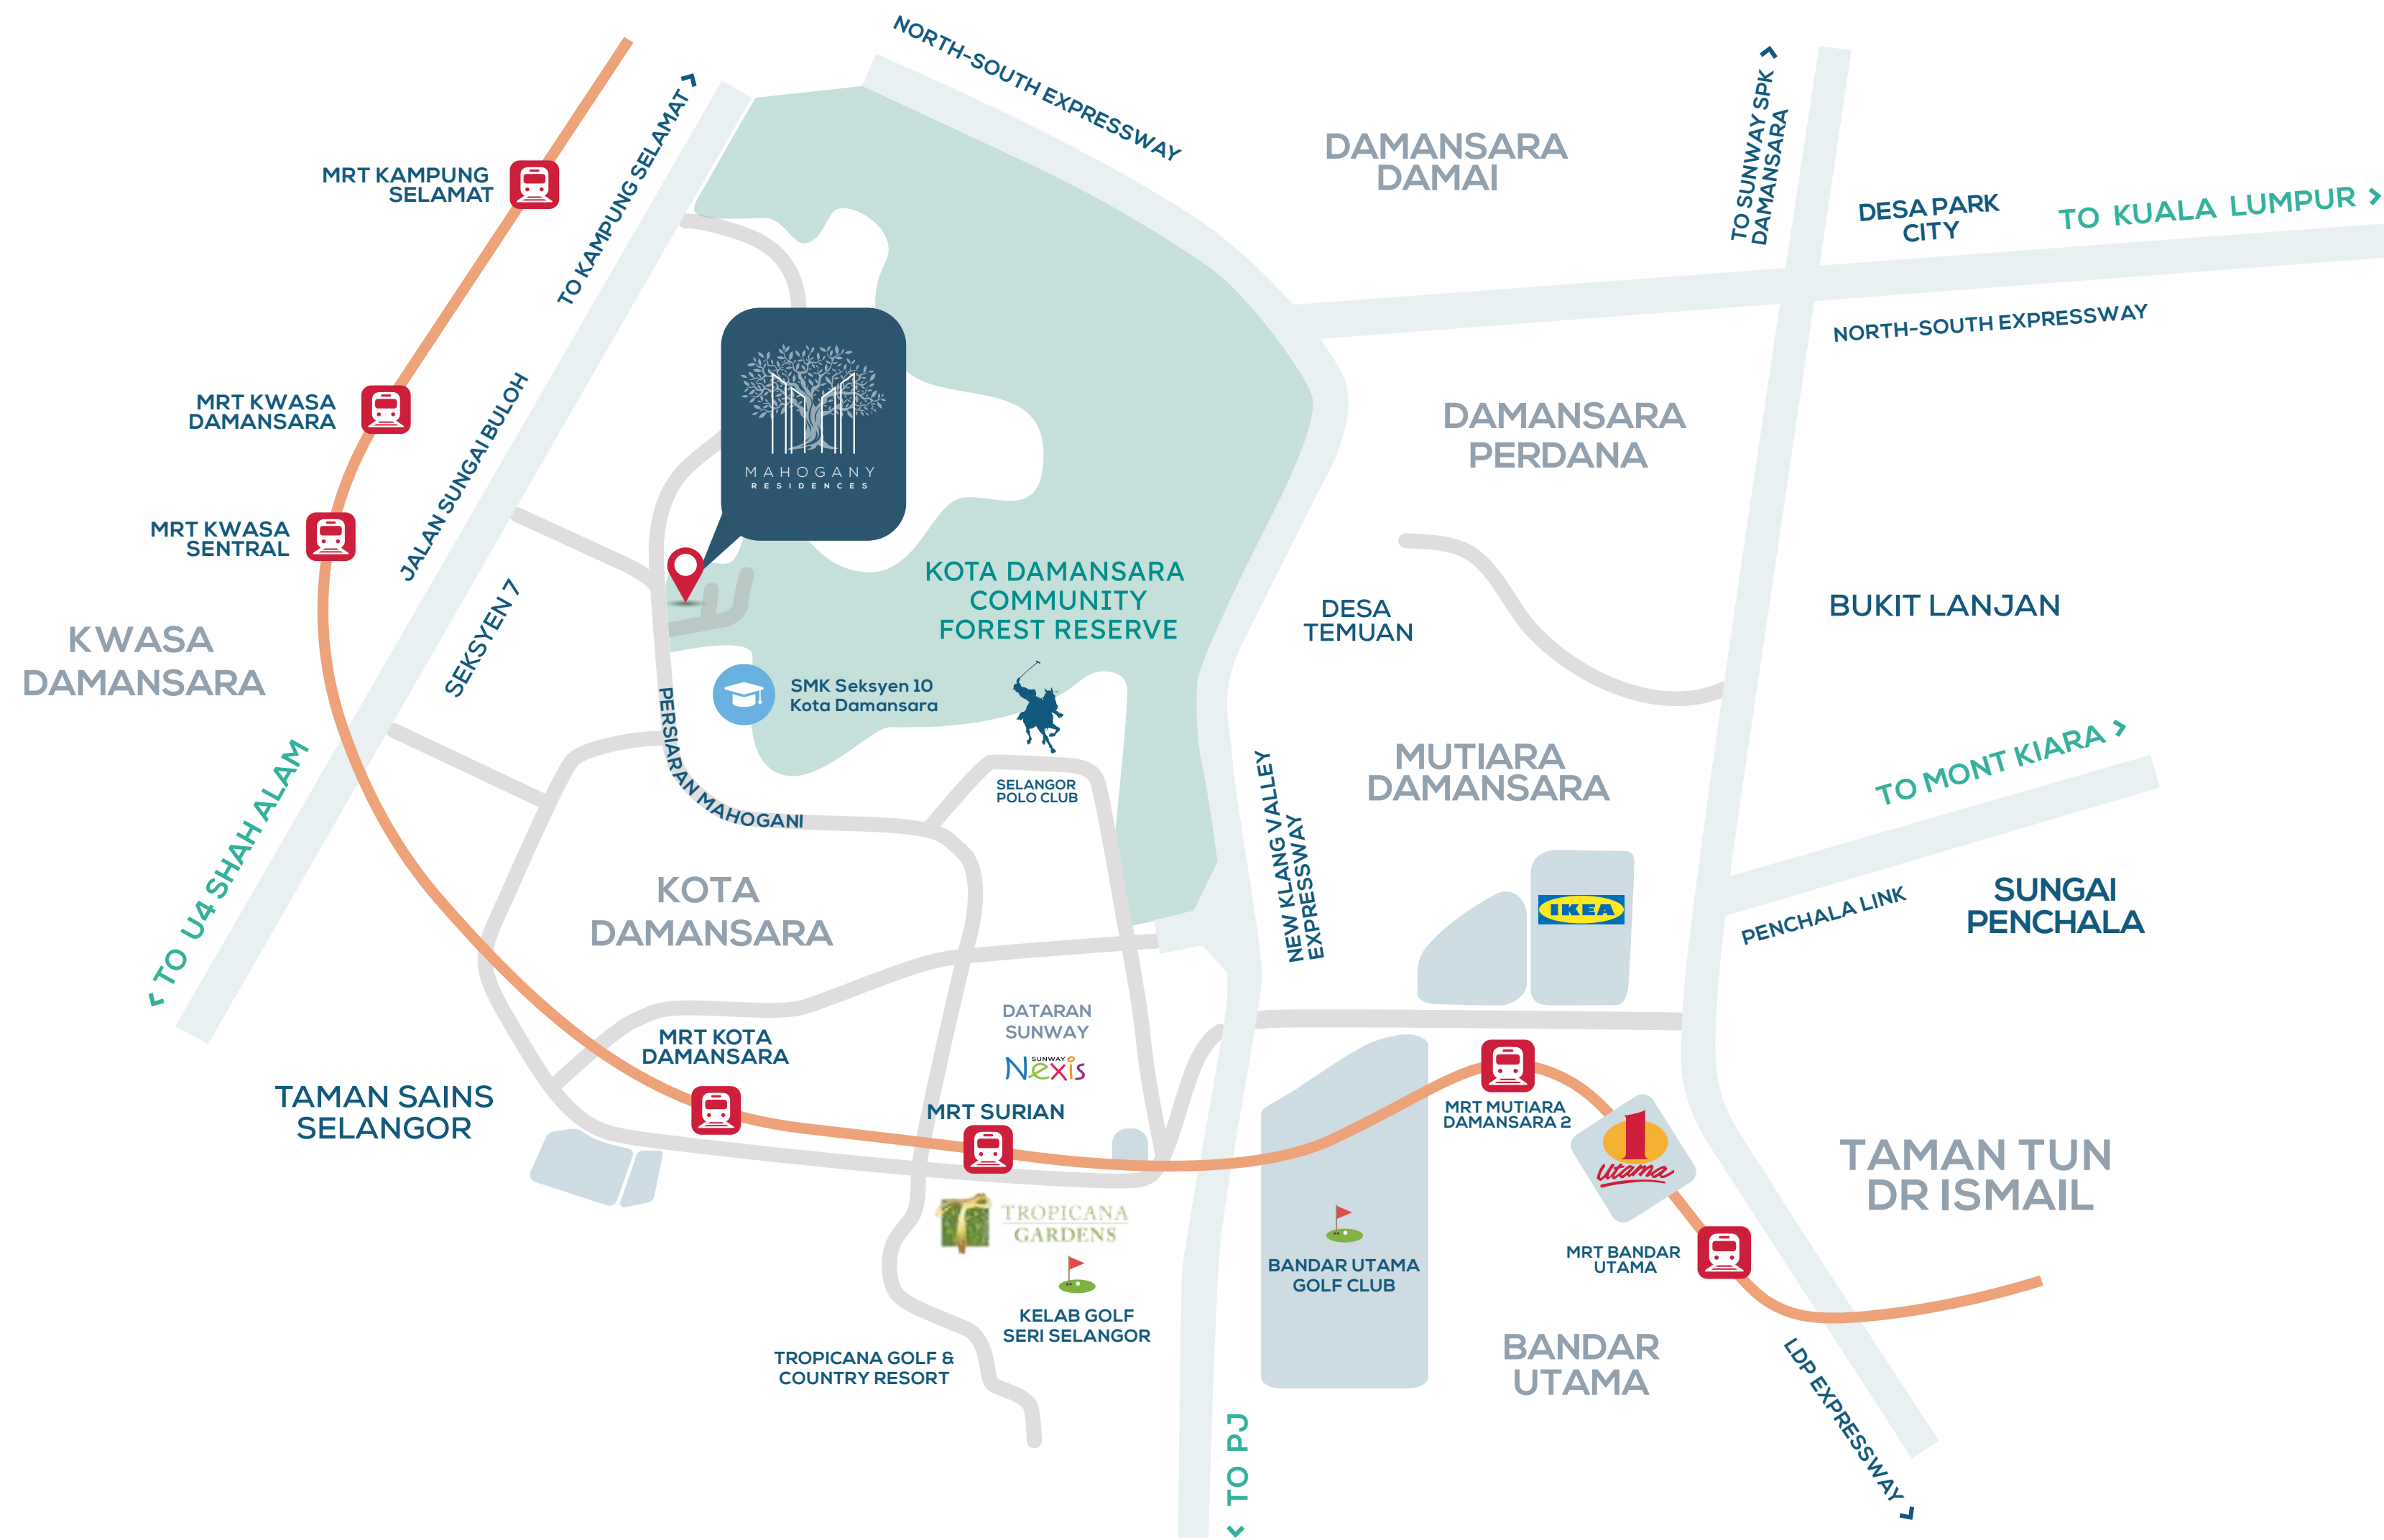 NORTH-SOUTH EXPRESSWAY
MRT KAMPUNG
SELAMAT
TO KAMPUNG SELAMAT >
DAMANSARA
DAMAI
TO SUNWAY SPK >
DAMANSARA
DESA PARK
CITY
TO KUALA LUMPUR >
NORTH-SOUTH EXPRESSWAY
MRT KWASA
DAMANSARA
JALAN SUNGAI BULOH
MAHOGANY
RESIDENCES
DAMANSARA
PERDANA
MRT KWASA
SENTRAL
SEKSYEN 7
KOTA DAMANSARA
COMMUNITY
FOREST RESERVE
DESA
TEMUAN
BUKIT LANJAN
KWASA
DAMANSARA
SMK Seksyen 10
Kota Damansara
PERSIARAN MAHOGANI
SELANGOR
POLO CLUB
MUTIARA
DAMANSARA
TO MONT KIARA >
< TO U4 SHAH ALAM
NEW KLANG VALLEY
EXPRESSWAY
KOTA
DAMANSARA
IKEA
PENCHALA LINK
SUNGAI
PENCHALA
DATARAN
SUNWAY
SUNWAY
Nexis
MRT KOTA
DAMANSARA
TAMAN SAINS
SELANGOR
MRT SURIAN
MRT MUTIARA
DAMANSARA 2
1
Utama
TAMAN TUN
DR ISMAIL
TROPICANA
GARDENS
BANDAR UTAMA
GOLF CLUB
MRT BANDAR
UTAMA
KELAB GOLF
SERI SELANGOR
TROPICANA GOLF &
COUNTRY RESORT
BANDAR
UTAMA
LDP EXPRESSWAY >
< TO PJ